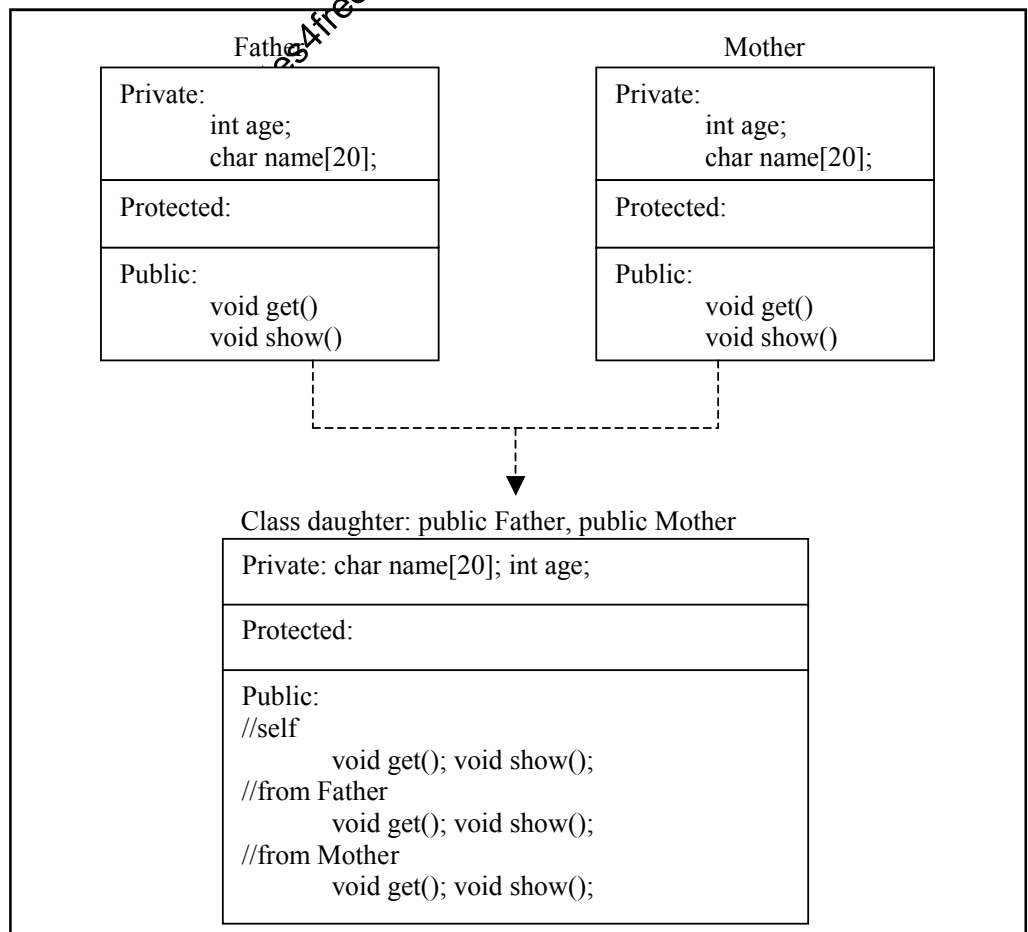 Father
Mother
Private:
int age;
char name[20];
Protected:
Public:
void get()
void show()
Private:
int age;
char name[20];
Protected:
Public:
void get()
void show()
Class daughter: public Father, public Mother
Private: char name[20]; int age;
Protected:
Public:
//self
void get(); void show();
//from Father
void get(); void show();
//from Mother
void get(); void show();